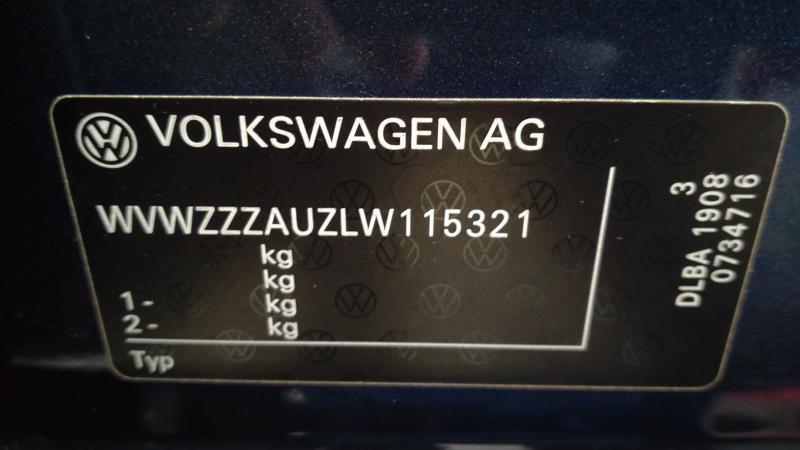 VOLKSWAGEN AG
WVWZZZAUZLW115321
kg
kg
1- kg
2- kg
Typ
3
DLBA 1908
0734716